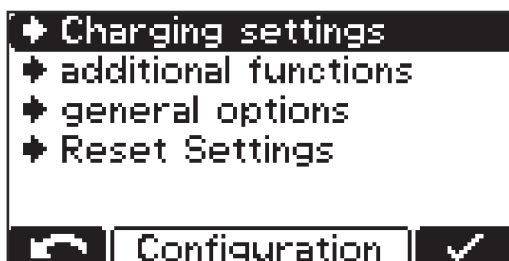 Charging settings
additional functions
general options
Reset Settings
Configuration